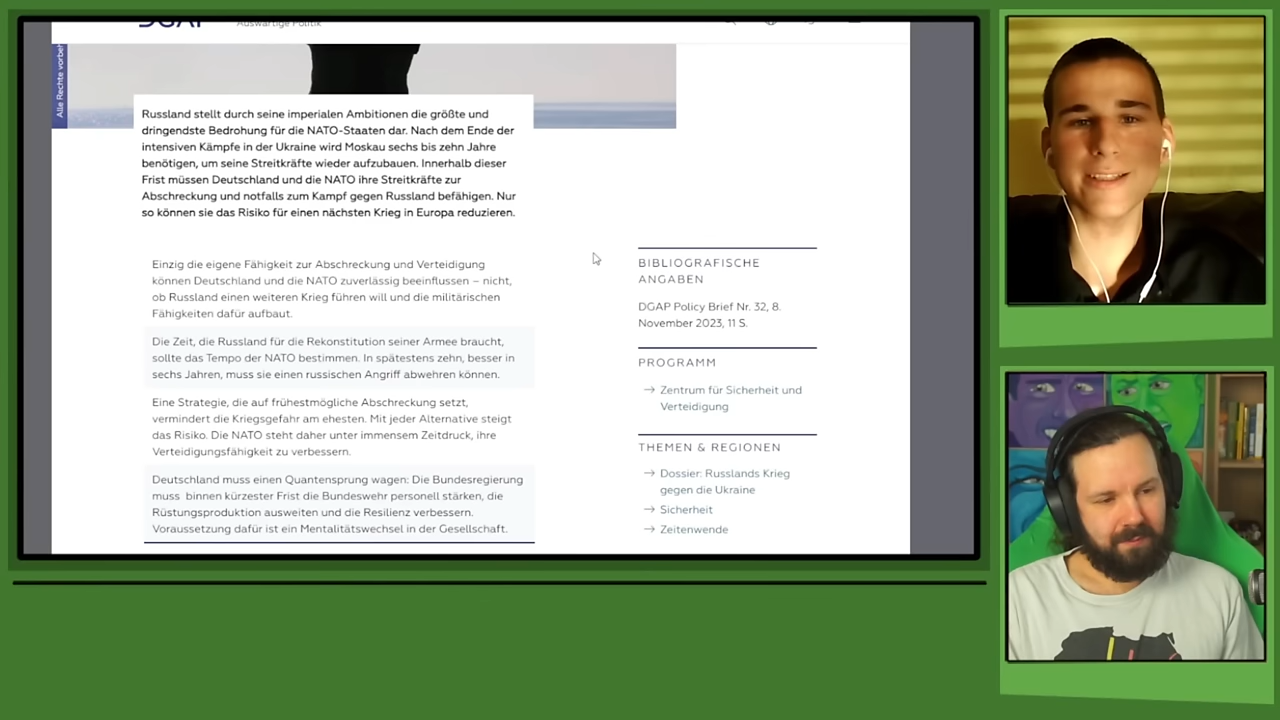 Auswärtige Politik
Alle Rechte vorbeh
Russland stellt durch seine imperialen Ambitionen die größte und
dringendste Bedrohung für die NATO-Staaten dar. Nach dem Ende der
intensiven Kämpfe in der Ukraine wird Moskau sechs bis zehn Jahre
benötigen, um seine Streitkräfte wieder aufzubauen. Innerhalb dieser
Frist müssen Deutschland und die NATO ihre Streitkräfte zur
Abschreckung und notfalls zum Kampf gegen Russland befähigen. Nur
so können sie das Risiko für einen nächsten Krieg in Europa reduzieren.
Einzig die eigene Fähigkeit zur Abschreckung und Verteidigung
können Deutschland und die NATO zuverlässig beeinflussen – nicht,
ob Russland einen weiteren Krieg führen will und die militärischen
Fähigkeiten dafür aufbaut.
Die Zeit, die Russland für die Rekonstitution seiner Armee braucht,
sollte das Tempo der NATO bestimmen. In spätestens zehn, besser in
sechs Jahren, muss sie einen russischen Angriff abwehren können.
Eine Strategie, die auf frühestmögliche Abschreckung setzt,
vermindert die Kriegsgefahr am ehesten. Mit jeder Alternative steigt
das Risiko. Die NATO steht daher unter immensem Zeitdruck, ihre
Verteidigungsfähigkeit zu verbessern.
Deutschland muss einen Quantensprung wagen: Die Bundesregierung
muss binnen kürzester Frist die Bundeswehr personell stärken, die
Rüstungsproduktion ausweiten und die Resilienz verbessern.
Voraussetzung dafür ist ein Mentalitätswechsel in der Gesellschaft.
BIBLIOGRAFISCHE
ANGABEN
DGAP Policy Brief Nr. 32, 8.
November 2023, 11 S.
PROGRAMM
→ Zentrum für Sicherheit und
Verteidigung
THEMEN & REGIONEN
→ Dossier: Russlands Krieg
gegen die Ukraine
→ Sicherheit
→ Zeitenwende